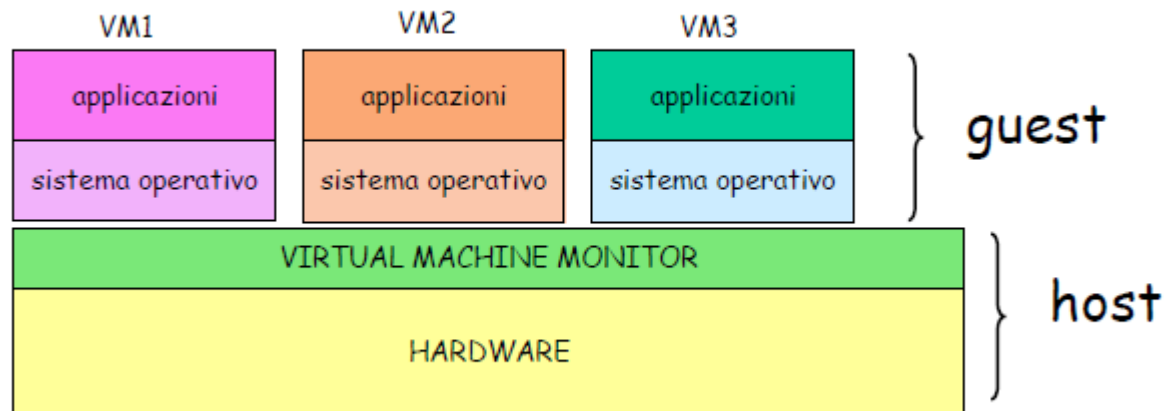 VM1 VM2 VM3
applicazioni applicazioni applicazioni
guest
sistema operativo sistema operativo sistema operativo
VIRTUAL MACHINE MONITOR
host
HARDWARE